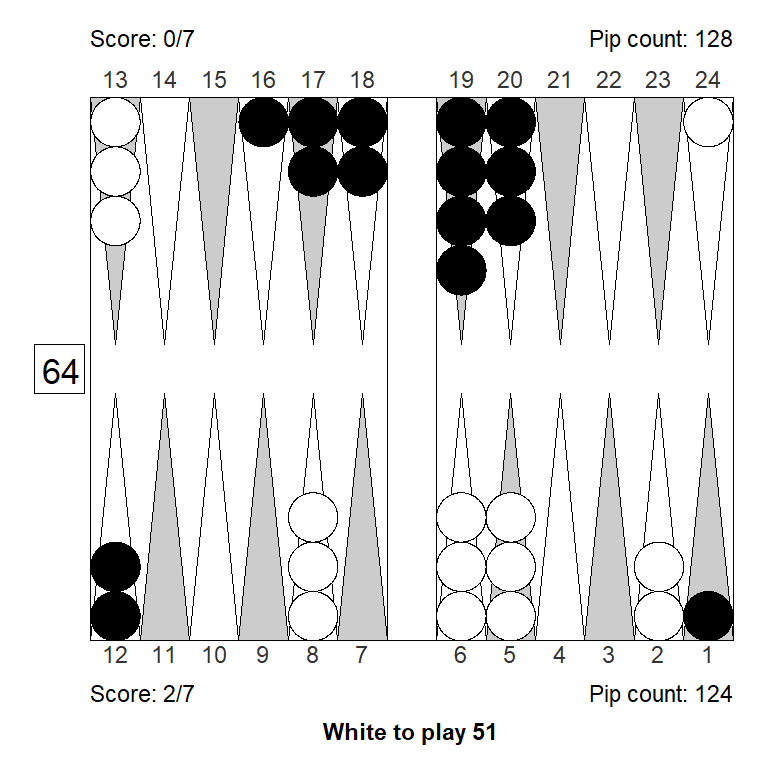 Score: 0/7 Pip count: 128
13 14 15 16 17 18 19 20 21 22 23 24
64
12 11 10 9 8 7 6 5 4 3 2 1
Score: 2/7 Pip count: 124
White to play 51